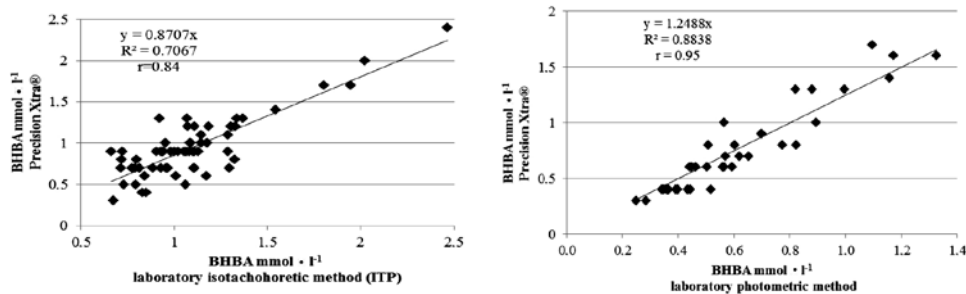 2.5
2
1.5
1
0.5
0
BHBA mmol · l⁻¹
Precision Xtra®
y = 0.8707x
R² = 0.7067
r=0.84
0.5 1 1.5 2 2.5
BHBA mmol · l⁻¹
laboratory isotachohoretic method (ITP)
2
1.5
1
0.5
0
BHBA mmol · l⁻¹
Precision Xtra®
y = 1.2488x
R² = 0.8838
r = 0.95
0.0 0.2 0.4 0.6 0.8 1.0 1.2 1.4
BHBA mmol · l⁻¹
laboratory photometric method